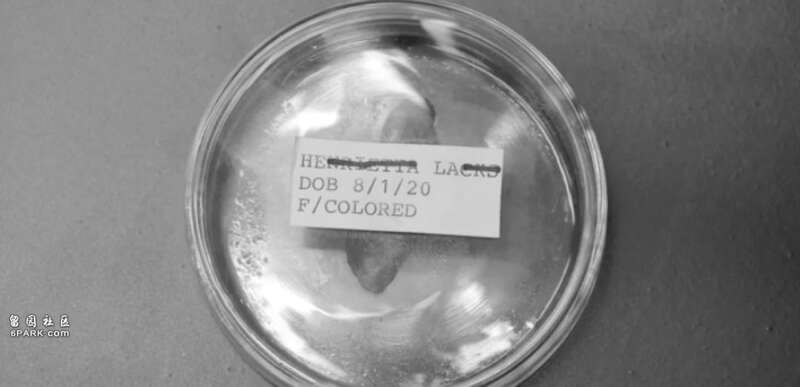 HENRIETTA LACKS
DOB 8/1/20
F/COLORED
留园社区
6PARK.COM